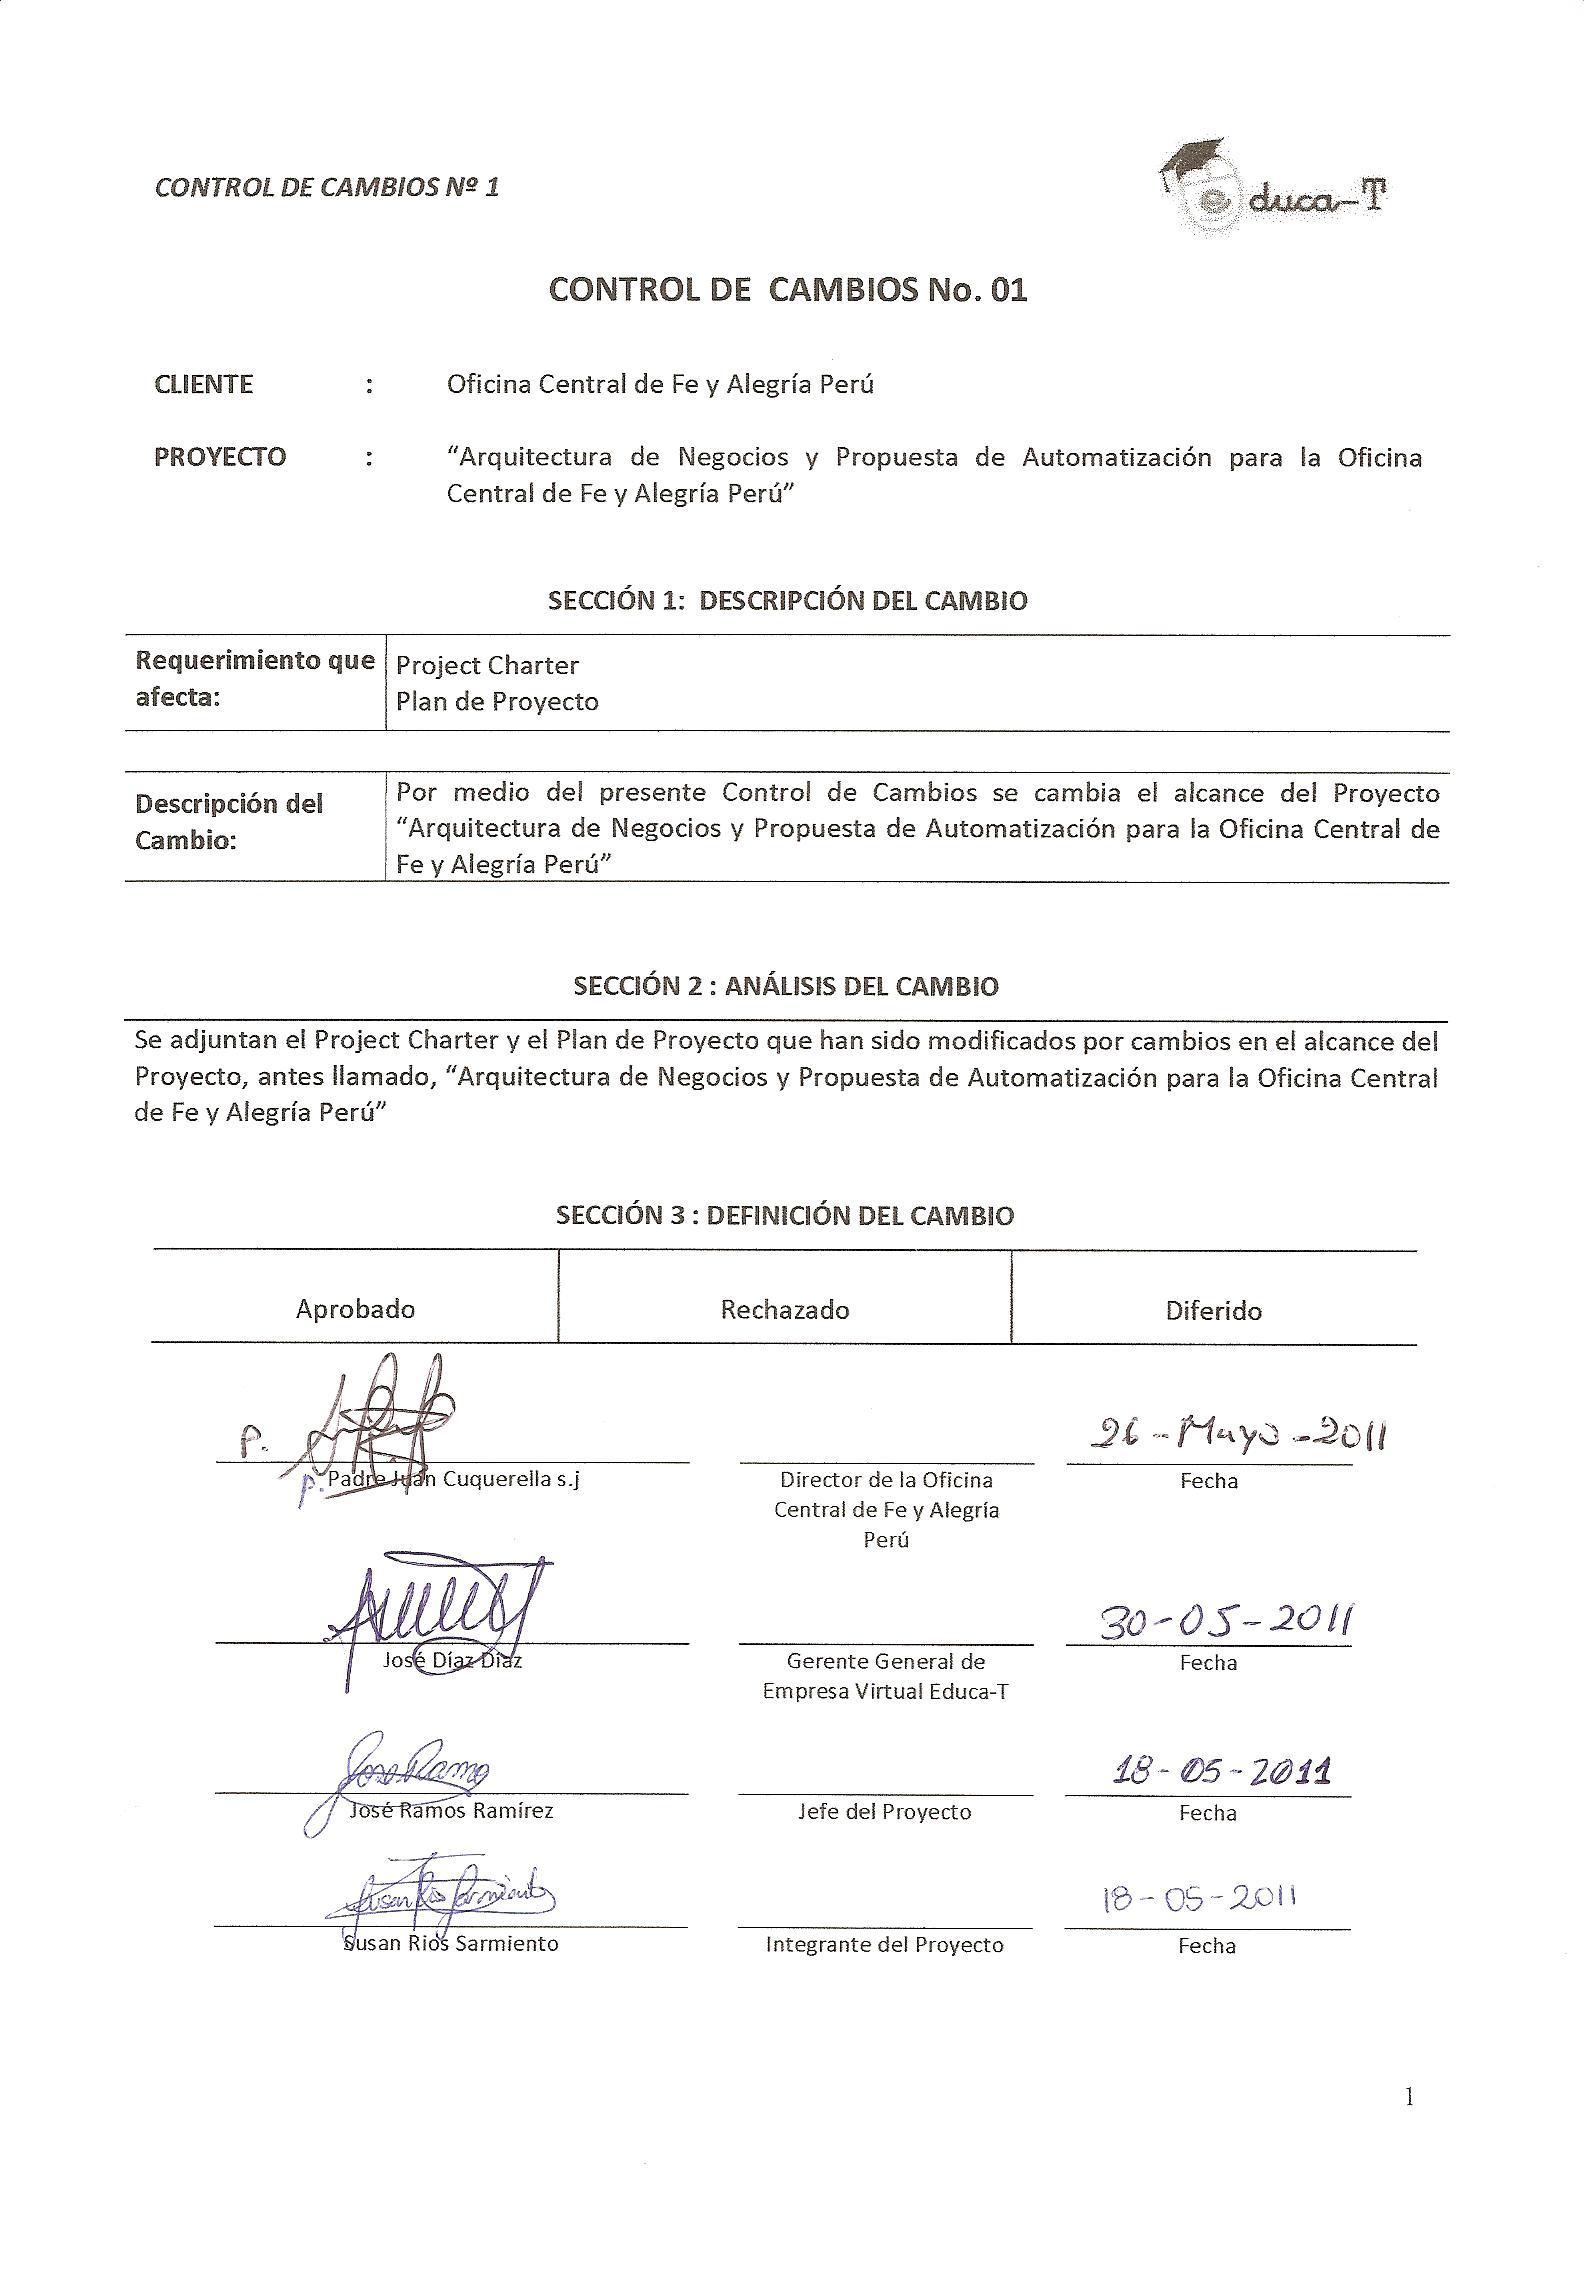 CONTROL DE CAMBIOS Nº 1
educa-T
CONTROL DE CAMBIOS No. 01
CLIENTE : Oficina Central de Fe y Alegría Perú
PROYECTO : “Arquitectura de Negocios y Propuesta de Automatización para la Oficina
Central de Fe y Alegría Perú”
SECCIÓN 1: DESCRIPCIÓN DEL CAMBIO
Requerimiento que afecta:
Project Charter
Plan de Proyecto
Descripción del Cambio:
Por medio del presente Control de Cambios se cambia el alcance del Proyecto
“Arquitectura de Negocios y Propuesta de Automatización para la Oficina Central de
Fe y Alegría Perú”
SECCIÓN 2 : ANÁLISIS DEL CAMBIO
Se adjuntan el Project Charter y el Plan de Proyecto que han sido modificados por cambios en el alcance del
Proyecto, antes llamado, “Arquitectura de Negocios y Propuesta de Automatización para la Oficina Central
de Fe y Alegría Perú”
SECCIÓN 3 : DEFINICIÓN DEL CAMBIO
Aprobado Rechazado Diferido
P. 26-Mayo-2011
P. Padre Juan Cuquerella s.j Director de la Oficina Fecha
Central de Fe y Alegría
Perú
30-05-2011
José Díaz Díaz Gerente General de Fecha
Empresa Virtual Educa-T
Jose Ramo 18-05-2011
José Ramos Ramírez Jefe del Proyecto Fecha
Susan Rios Sarmiento 18-05-2011
Susan Rios Sarmiento Integrante del Proyecto Fecha
1